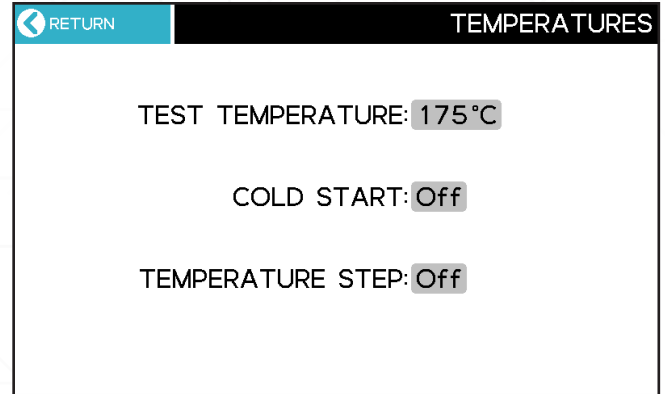 RETURN
TEMPERATURES
TEST TEMPERATURE: 175°C
COLD START: Off
TEMPERATURE STEP: Off